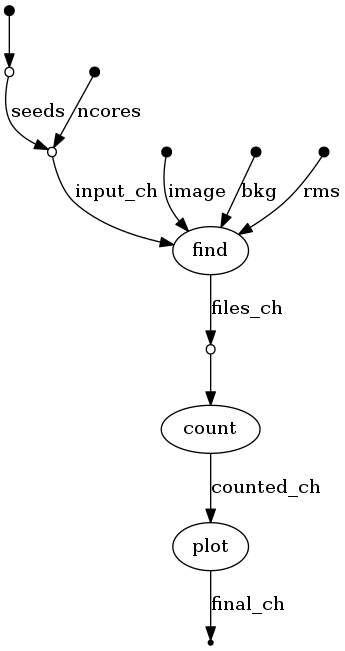 seeds
ncores
input_ch
image
bkg
rms
find
files_ch
count
counted_ch
plot
final_ch